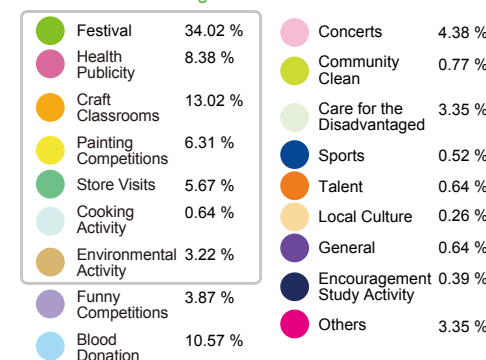 Festival 34.02 %
Health
Publicity 8.38 %
Craft
Classrooms 13.02 %
Painting
Competitions 6.31 %
Store Visits 5.67 %
Cooking
Activity 0.64 %
Environmental
Activity 3.22 %
Funny
Competitions 3.87 %
Blood
Donation 10.57 %
Concerts 4.38 %
Community
Clean 0.77 %
Care for the
Disadvantaged 3.35 %
Sports 0.52 %
Talent 0.64 %
Local Culture 0.26 %
General 0.64 %
Encouragement
Study Activity 0.39 %
Others 3.35 %